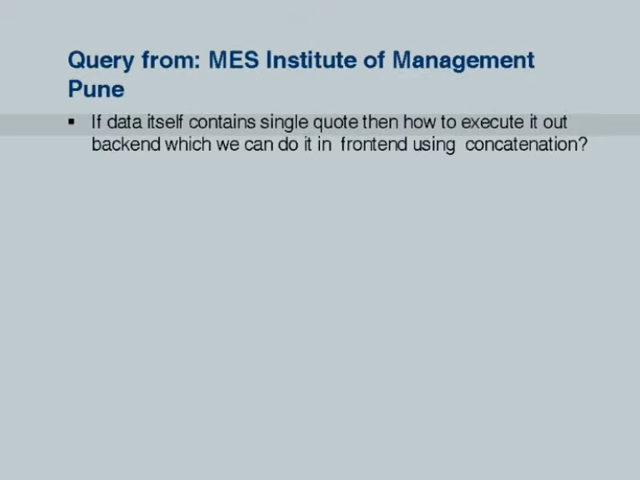 Query from: MES Institute of Management
Pune
▪ If data itself contains single quote then how to execute it out
backend which we can do it in frontend using concatenation?